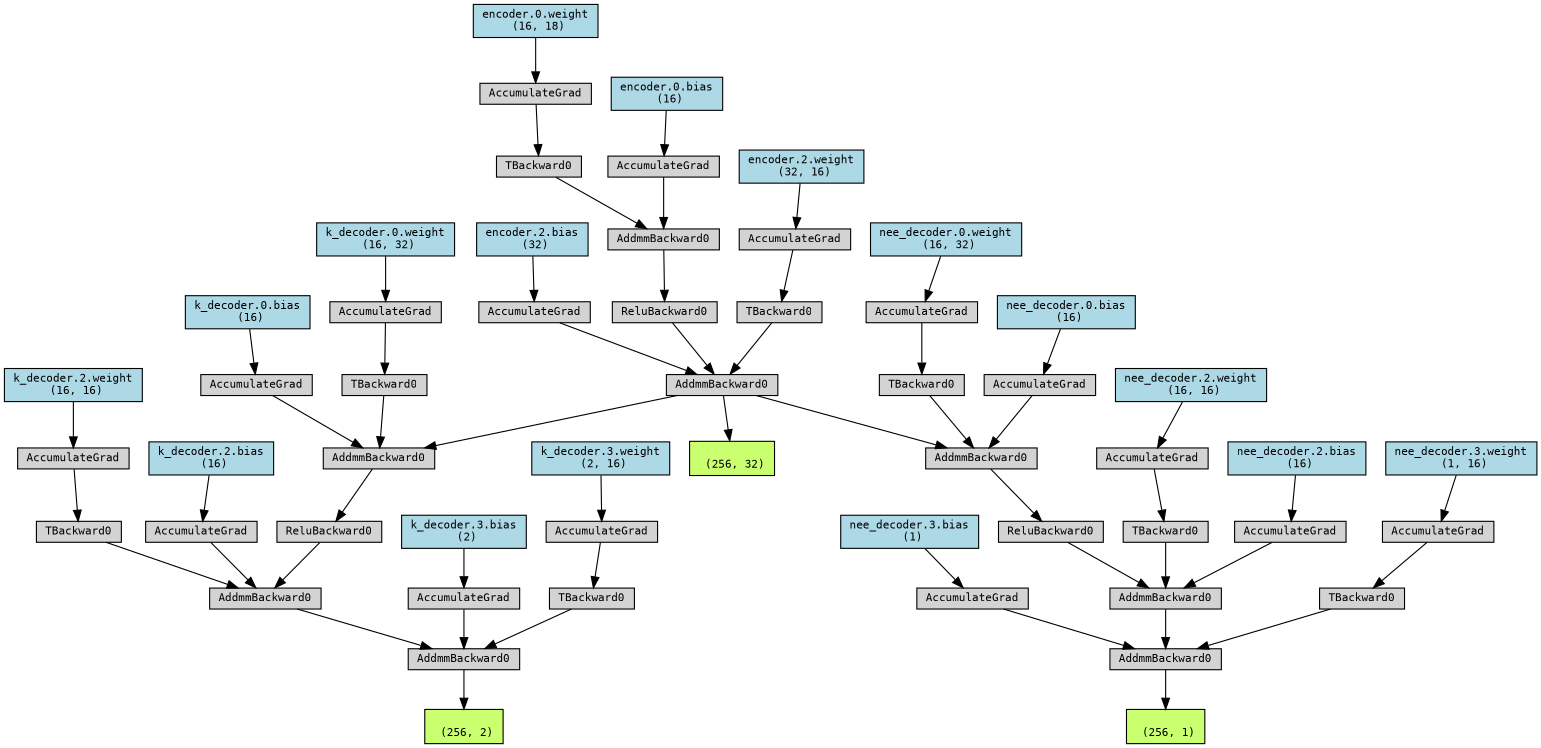 encoder.0.weight
(16, 18)
AccumulateGrad
encoder.0.bias
(16)
TBackward0
AccumulateGrad
encoder.2.weight
(32, 16)
k_decoder.0.weight
(16, 32)
encoder.2.bias
(32)
AddmmBackward0
AccumulateGrad
nee_decoder.0.weight
(16, 32)
k_decoder.0.bias
(16)
AccumulateGrad
AccumulateGrad
ReluBackward0
TBackward0
AccumulateGrad
nee_decoder.0.bias
(16)
k_decoder.2.weight
(16, 16)
AccumulateGrad
TBackward0
AddmmBackward0
TBackward0
AccumulateGrad
nee_decoder.2.weight
(16, 16)
AccumulateGrad
k_decoder.2.bias
(16)
AddmmBackward0
k_decoder.3.weight
(2, 16)
(256, 32)
AddmmBackward0
AccumulateGrad
nee_decoder.2.bias
(16)
nee_decoder.3.weight
(1, 16)
TBackward0
AccumulateGrad
ReluBackward0
k_decoder.3.bias
(2)
AccumulateGrad
nee_decoder.3.bias
(1)
ReluBackward0
TBackward0
AccumulateGrad
AccumulateGrad
AddmmBackward0
AccumulateGrad
TBackward0
AccumulateGrad
AddmmBackward0
TBackward0
AddmmBackward0
AddmmBackward0
(256, 2)
(256, 1)